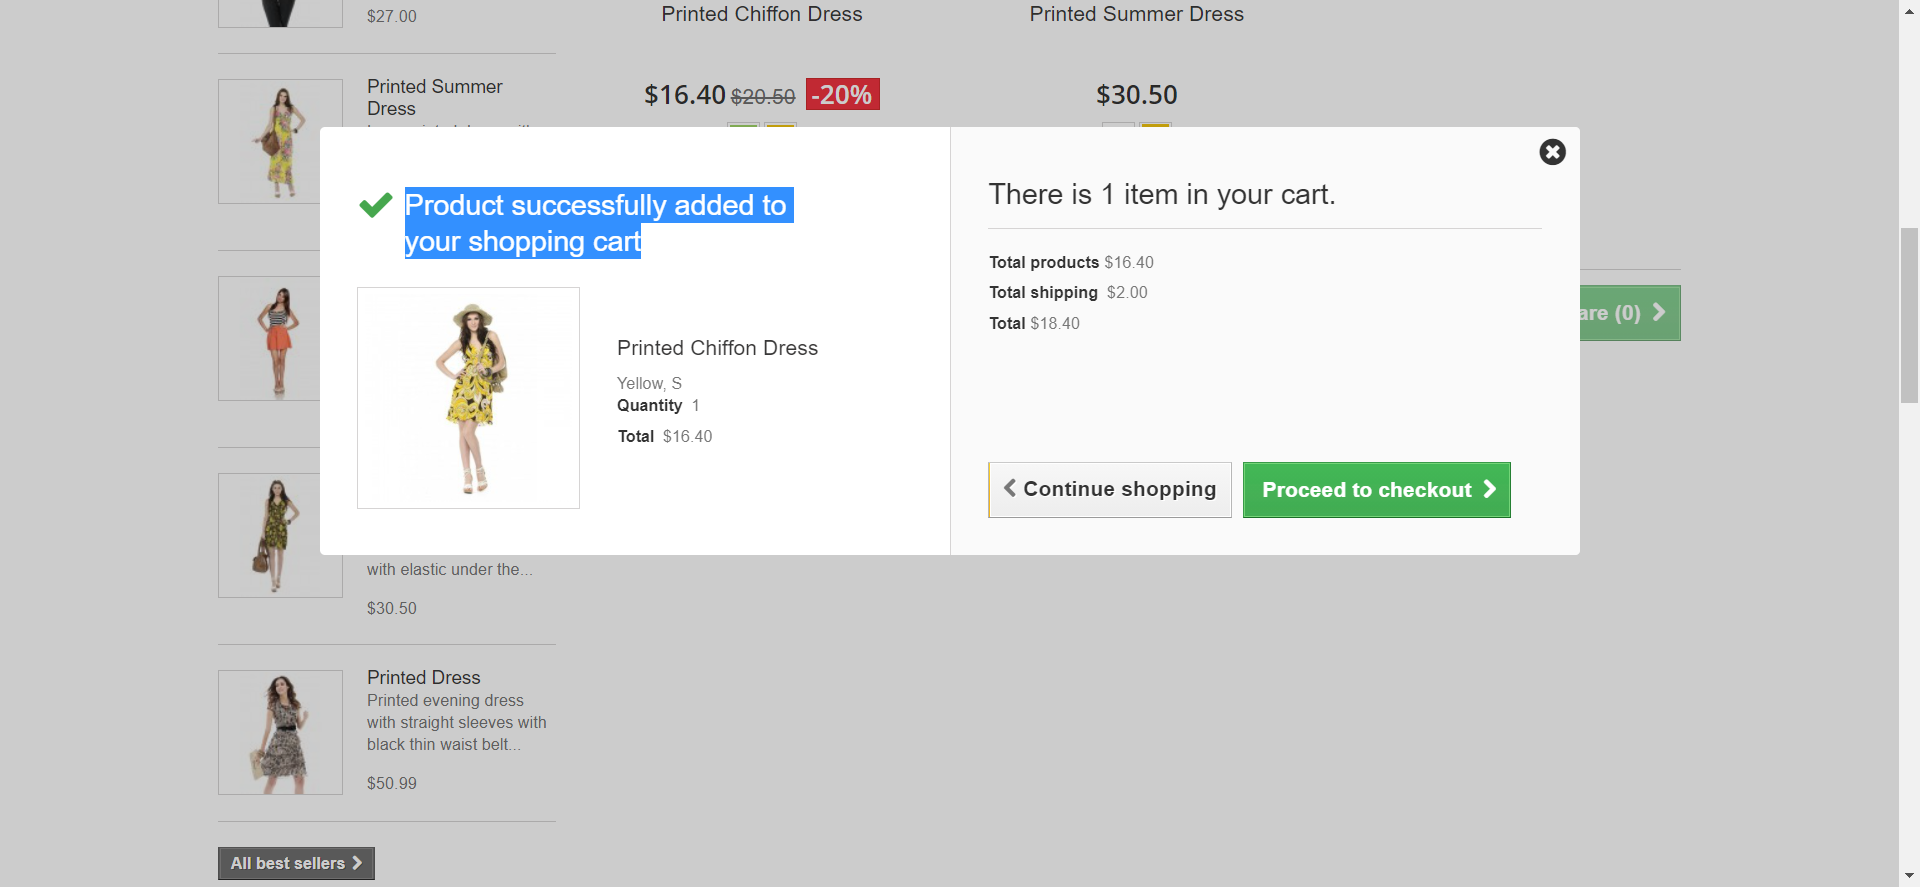 $27.00
Printed Chiffon Dress
Printed Summer Dress
Printed Summer
Dress
$16.40 $20.50 -20%
$30.50
Product successfully added to
your shopping cart
Printed Chiffon Dress
Yellow, S
Quantity 1
Total $16.40
There is 1 item in your cart.
Total products $16.40
Total shipping $2.00
Total $18.40
Continue shopping
Proceed to checkout
(0)
with elastic under the...
$30.50
Printed Dress
Printed evening dress
with straight sleeves with
black thin waist belt...
$50.99
All best sellers